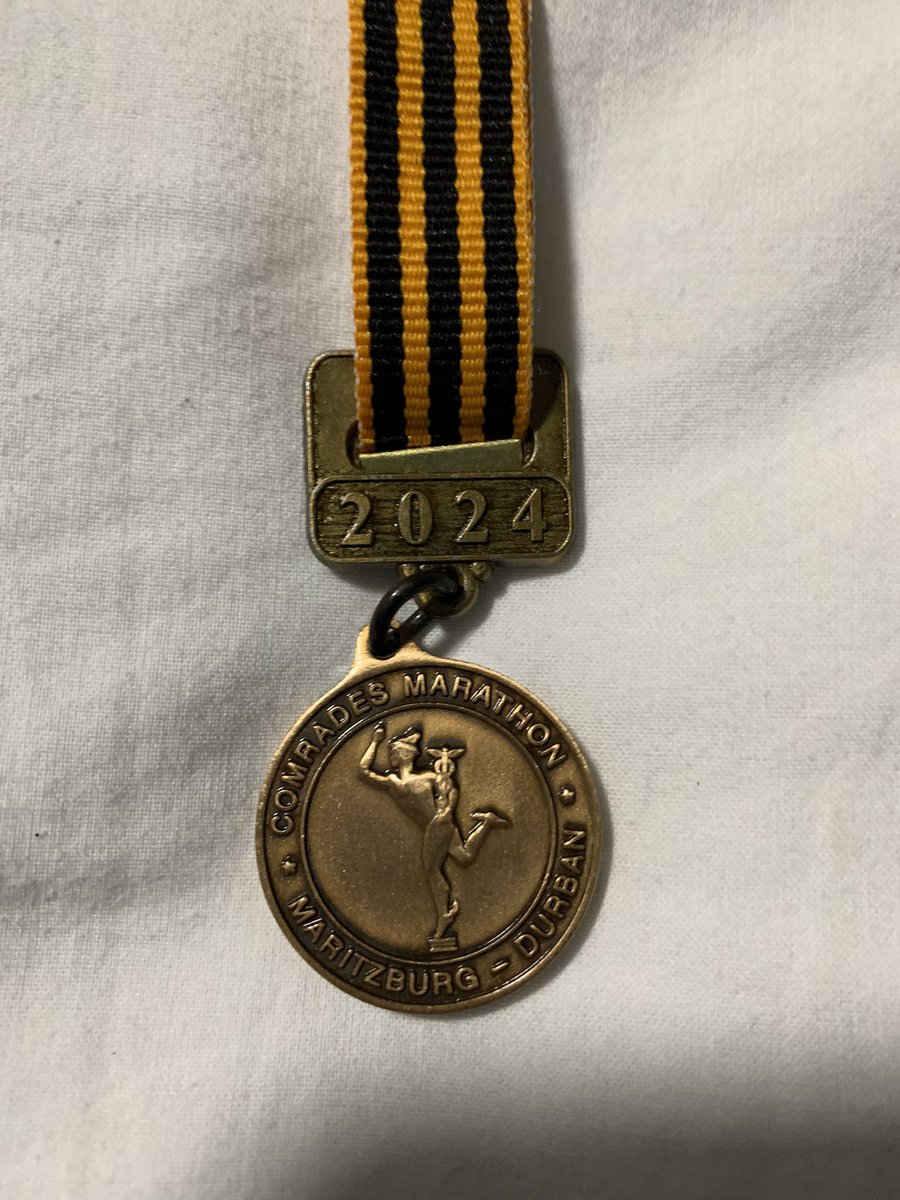 2024
COMRADES MARATHON
MARITZBURG - DURBAN